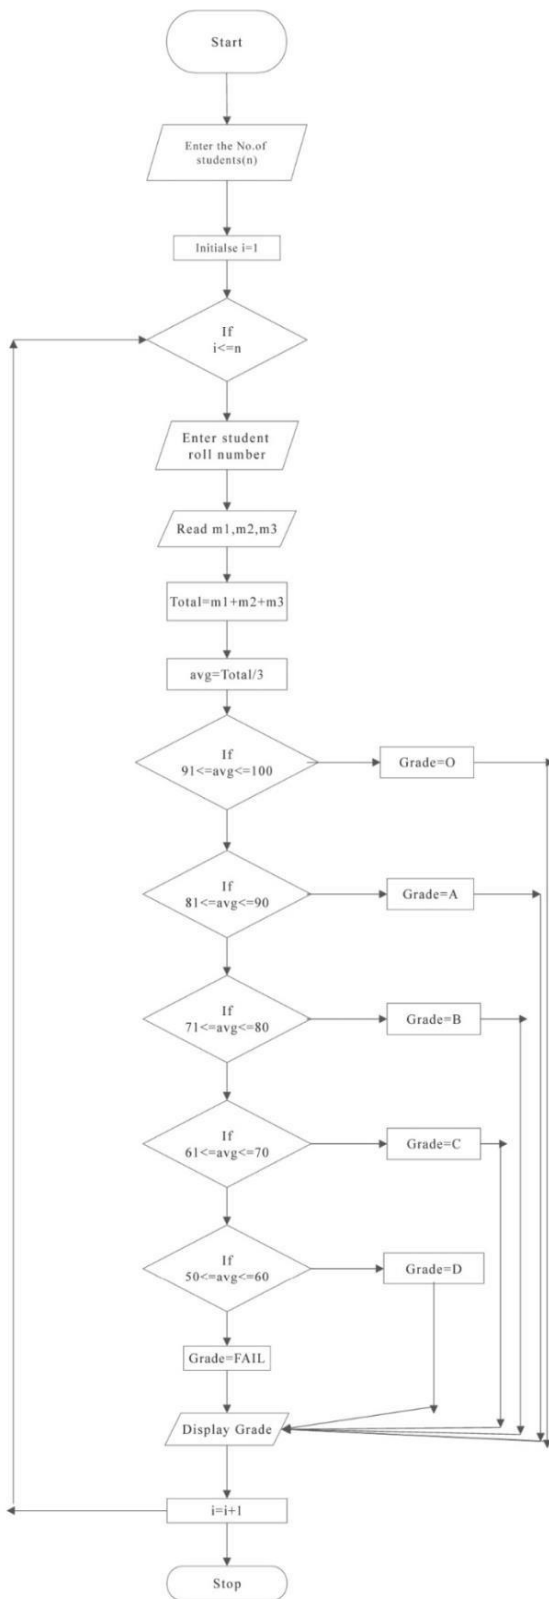 Start
Enter the No.of
students(n)
Initialse i=1
If
i<=n
Enter student
roll number
Read m1,m2,m3
Total=m1+m2+m3
avg=Total/3
If
91<=avg<=100
Grade=O
If
81<=avg<=90
Grade=A
If
71<=avg<=80
Grade=B
If
61<=avg<=70
Grade=C
If
50<=avg<=60
Grade=D
Grade=FAIL
Display Grade
i=i+1
Stop